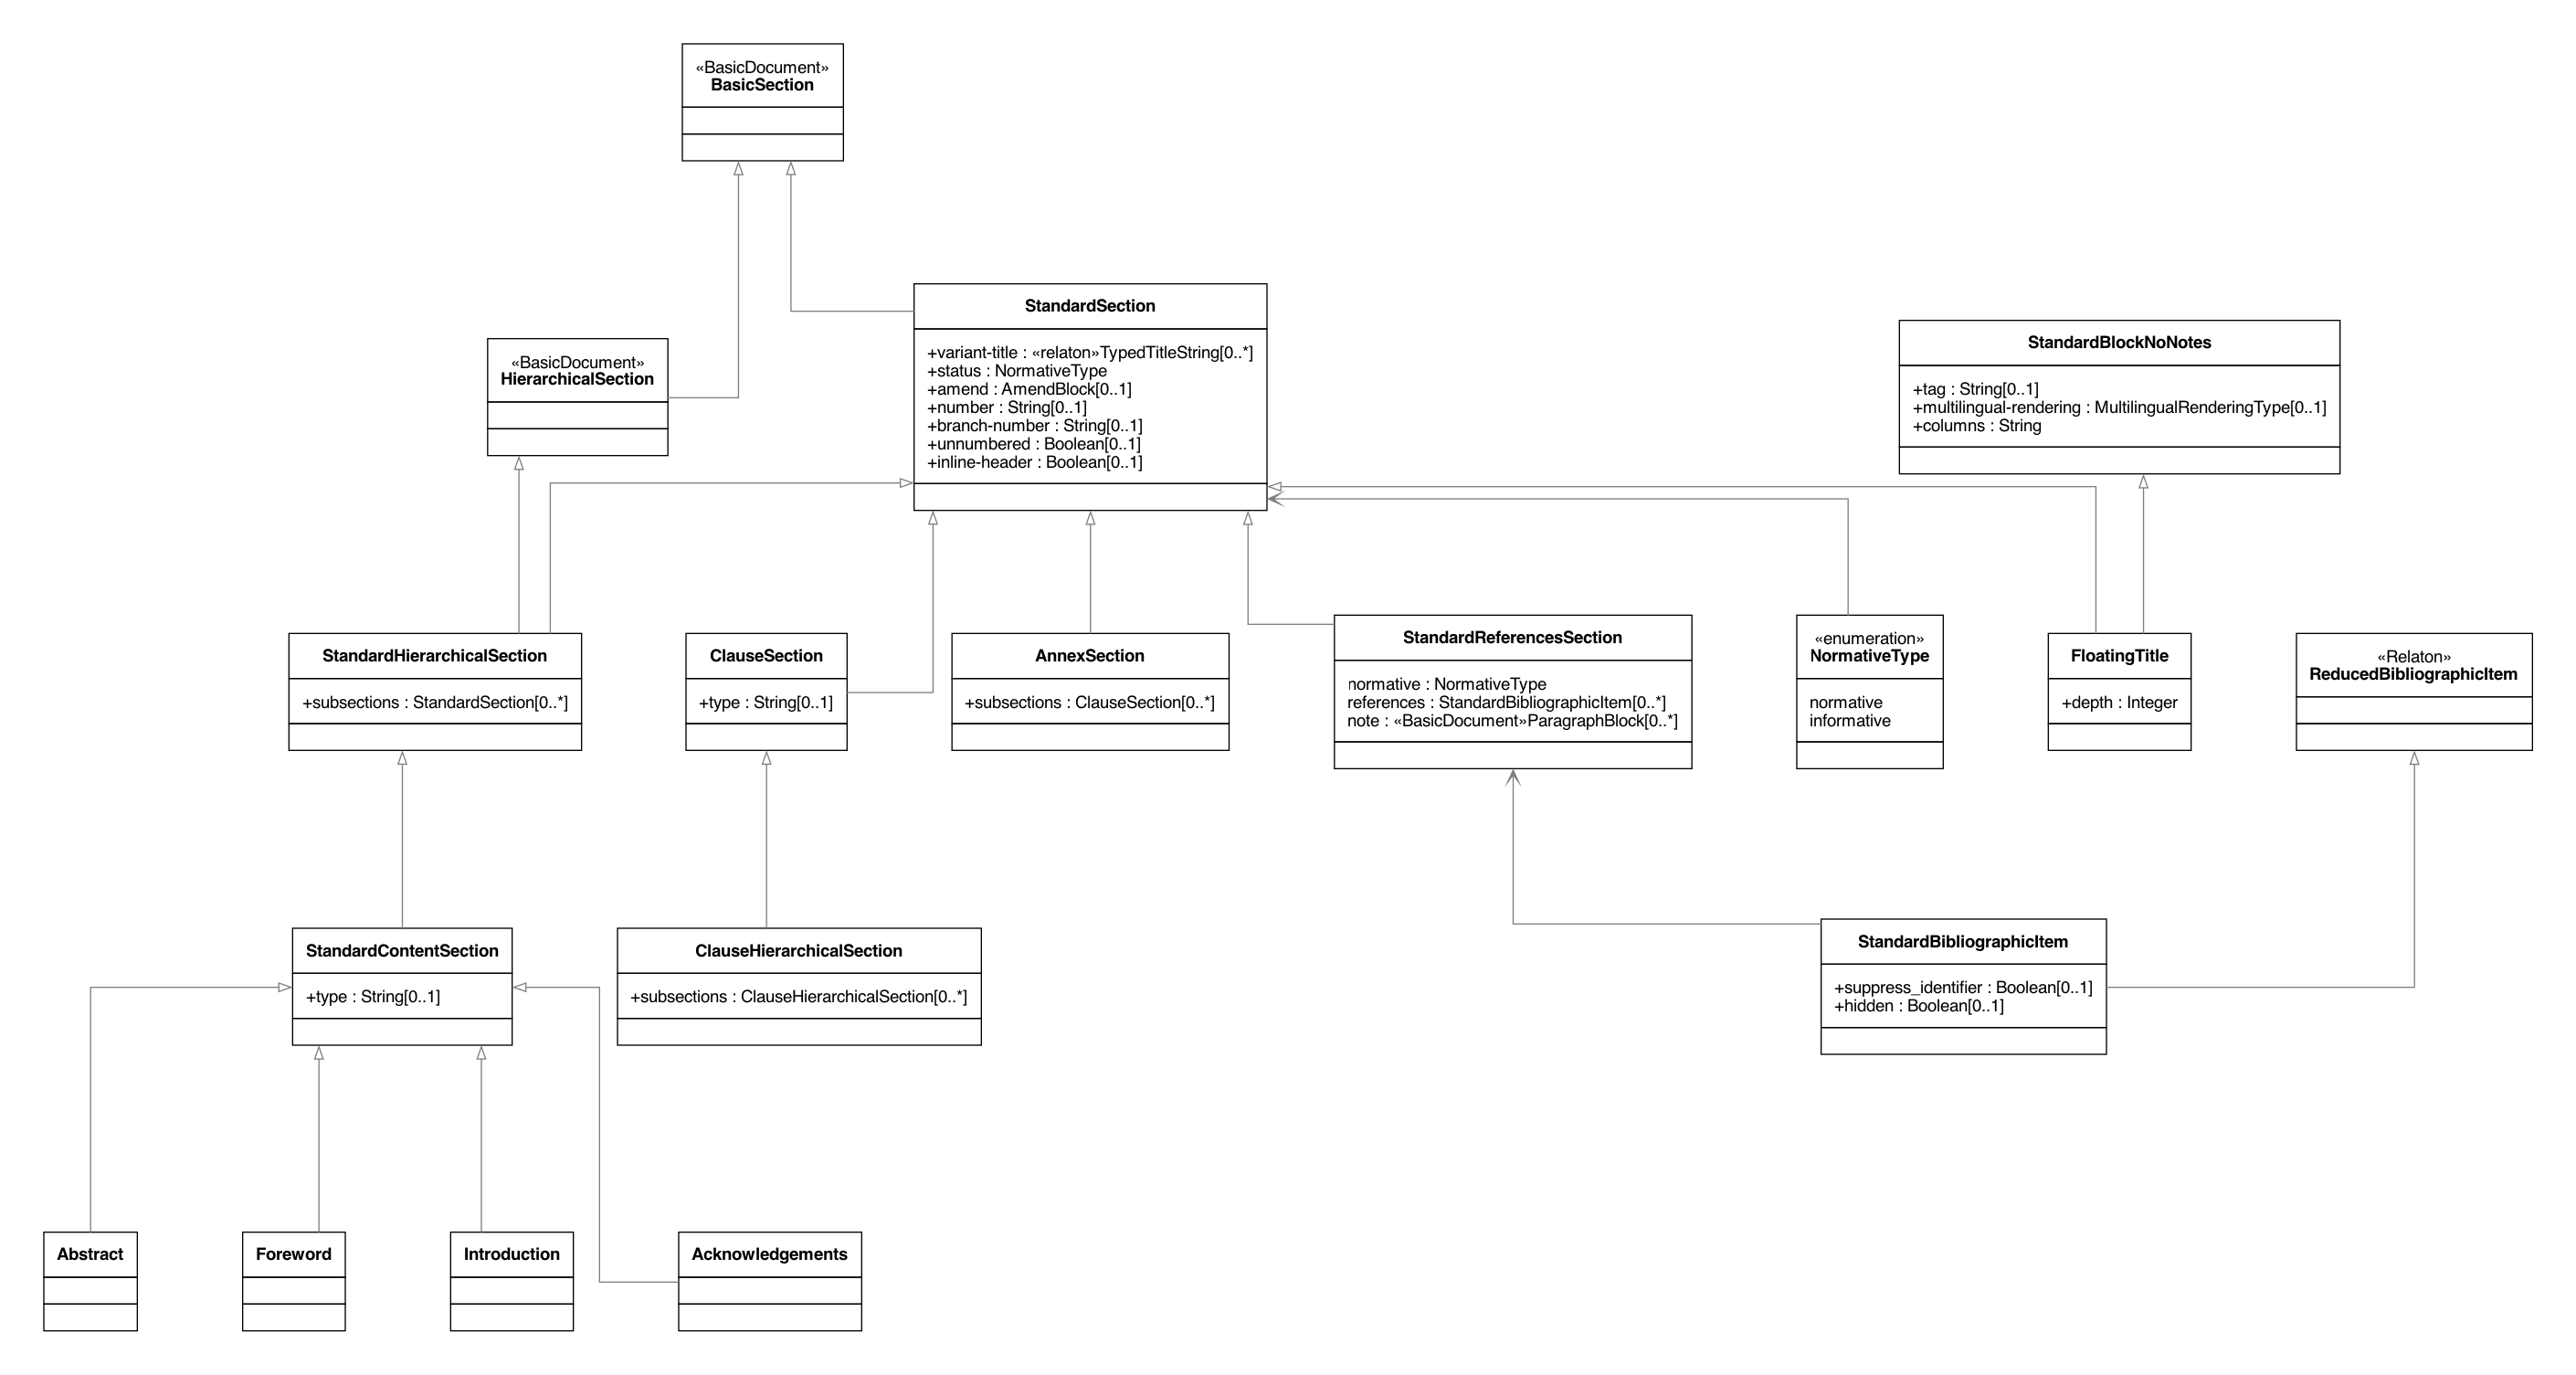 «BasicDocument»
BasicSection
StandardSection
+variant-title : «relaton»TypedTitleString[0..*]
+status : NormativeType
+amend : AmendBlock[0..1]
+number : String[0..1]
+branch-number : String[0..1]
+unnumbered : Boolean[0..1]
+inline-header : Boolean[0..1]
«BasicDocument»
HierarchicalSection
StandardBlockNoNotes
+tag : String[0..1]
+multilingual-rendering : MultilingualRenderingType[0..1]
+columns : String
StandardHierarchicalSection
+subsections : StandardSection[0..*]
ClauseSection
+type : String[0..1]
AnnexSection
+subsections : ClauseSection[0..*]
StandardReferencesSection
normative : NormativeType
references : StandardBibliographicItem[0..*]
note : «BasicDocument»ParagraphBlock[0..*]
«enumeration»
NormativeType
normative
informative
FloatingTitle
+depth : Integer
«Relaton»
ReducedBibliographicItem
StandardContentSection
+type : String[0..1]
ClauseHierarchicalSection
+subsections : ClauseHierarchicalSection[0..*]
StandardBibliographicItem
+suppress_identifier : Boolean[0..1]
+hidden : Boolean[0..1]
Abstract
Foreword
Introduction
Acknowledgements